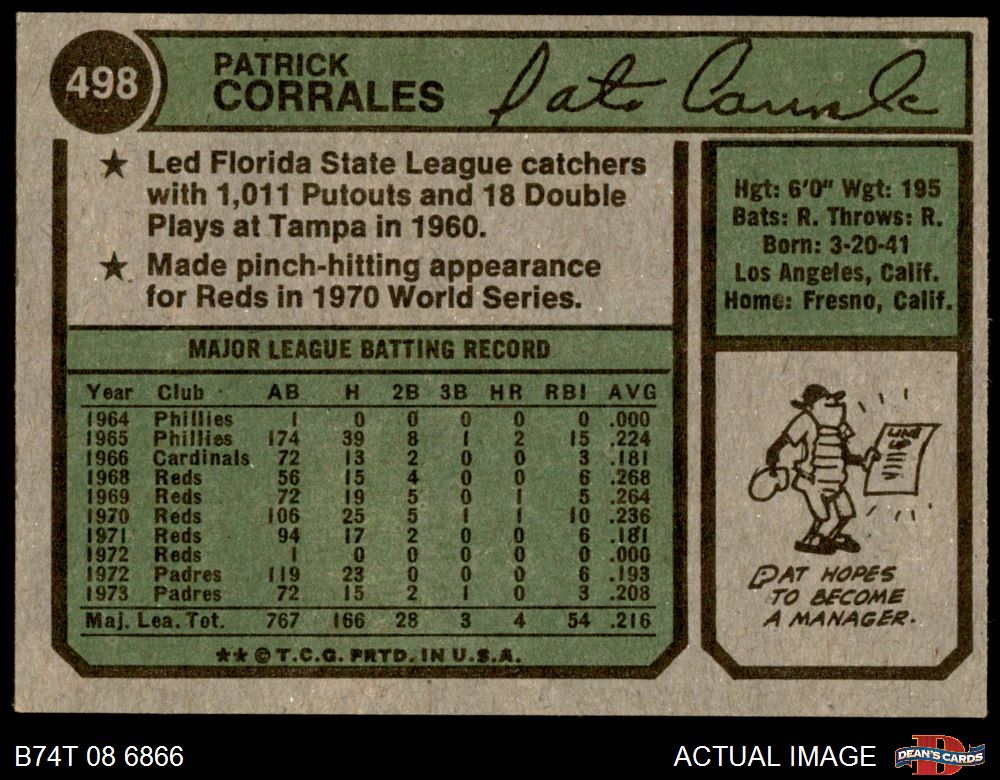 498
PATRICK
CORRALES
Pat Corrales
★ Led Florida State League catchers
with 1,011 Putouts and 18 Double
Plays at Tampa in 1960.
★ Made pinch-hitting appearance
for Reds in 1970 World Series.
Hgt: 6'0" Wgt: 195
Bats: R. Throws: R.
Born: 3-20-41
Los Angeles, Calif.
Home: Fresno, Calif.
MAJOR LEAGUE BATTING RECORD
Year Club AB H 2B 3B HR RBI AVG
1964 Phillies 1 0 0 0 0 0 .000
1965 Phillies 174 39 8 1 2 15 .224
1966 Cardinals 72 13 2 0 0 3 .181
1968 Reds 56 15 4 0 0 6 .268
1969 Reds 72 19 5 0 1 5 .264
1970 Reds 106 25 5 1 1 10 .236
1971 Reds 94 17 2 0 0 6 .181
1972 Reds 1 0 0 0 0 0 .000
1972 Padres 119 23 0 0 0 6 .193
1973 Padres 72 15 2 1 0 3 .208
Maj. Lea. Tot. 767 166 28 3 4 54 .216
★★ © T.C.G. PRTD. IN U.S.A.
LINE
UP
PAT HOPES
TO BECOME
A MANAGER.
B74T 08 6866
ACTUAL IMAGE
D
DEAN'S CARDS